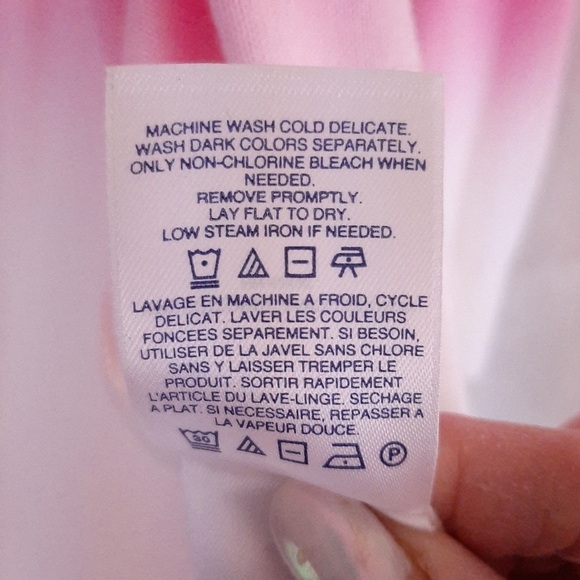 MACHINE WASH COLD DELICATE.
WASH DARK COLORS SEPARATELY.
ONLY NON-CHLORINE BLEACH WHEN
NEEDED.
REMOVE PROMPTLY.
LAY FLAT TO DRY.
LOW STEAM IRON IF NEEDED.
LAVAGE EN MACHINE A FROID, CYCLE
DELICAT. LAVER LES COULEURS
FONCEES SEPAREMENT. SI BESOIN,
UTILISER DE LA JAVEL SANS CHLORE
SANS Y LAISSER TREMPER LE
PRODUIT. SORTIR RAPIDEMENT
L'ARTICLE DU LAVE-LINGE. SECHAGE
A PLAT. SI NECESSAIRE, REPASSER A
LA VAPEUR DOUCE.
30 P